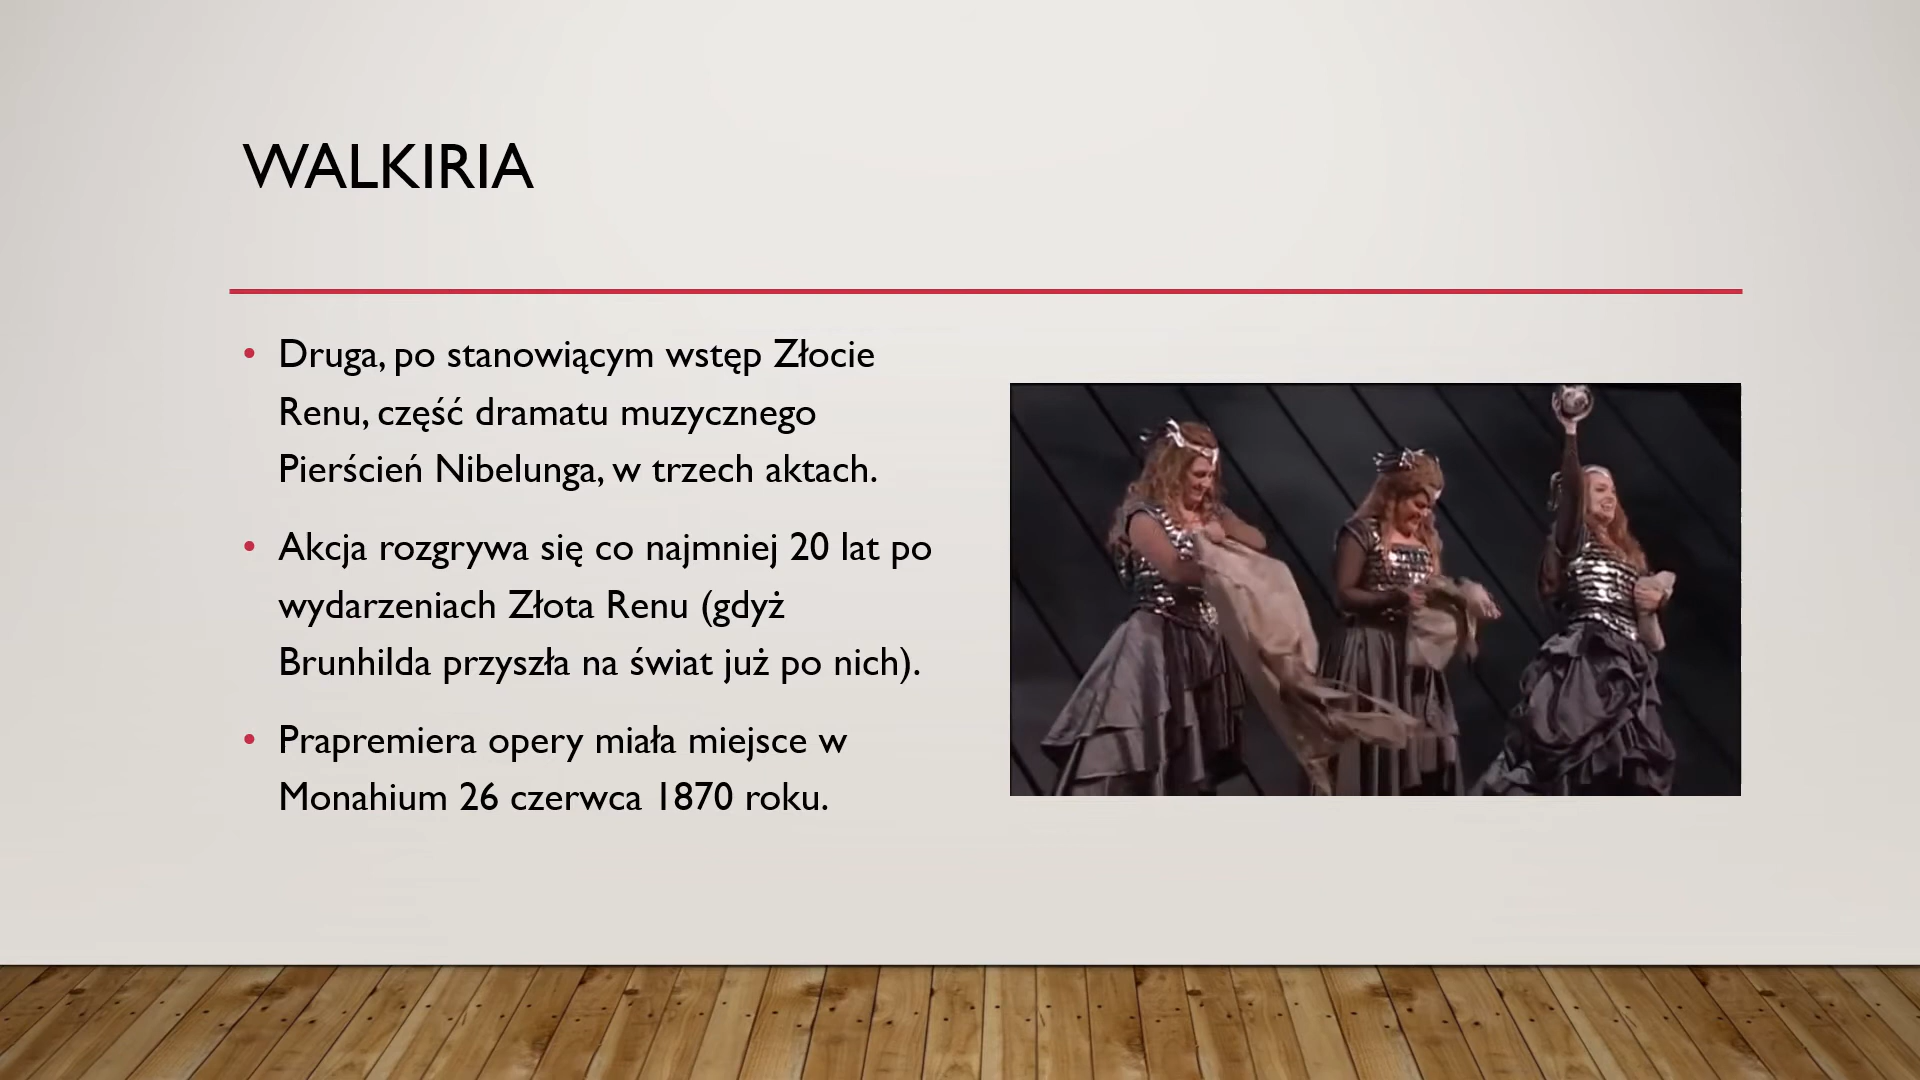 WALKIRIA
• Druga, po stanowiącym wstęp Złocie
Renu, część dramatu muzycznego
Pierścień Nibelunga, w trzech aktach.
• Akcja rozgrywa się co najmniej 20 lat po
wydarzeniach Złota Renu (gdyż
Brunhilda przyszła na świat już po nich).
• Prapremiera opery miała miejsce w
Monahium 26 czerwca 1870 roku.